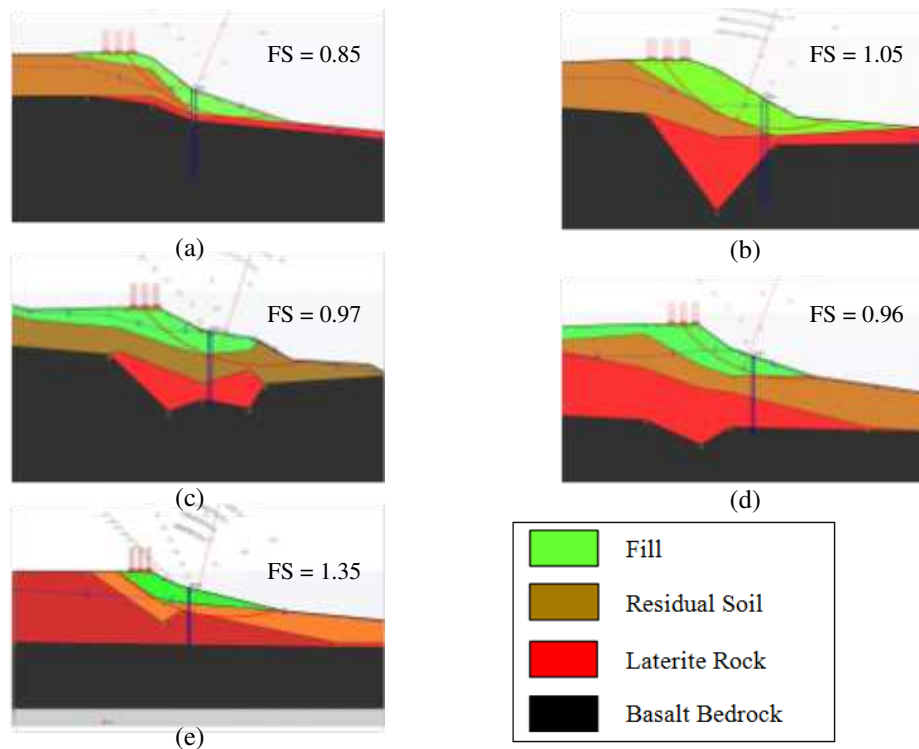 FS = 0.85
(a)
FS = 1.05
(b)
FS = 0.97
(c)
FS = 0.96
(d)
FS = 1.35
(e)
Fill
Residual Soil
Laterite Rock
Basalt Bedrock